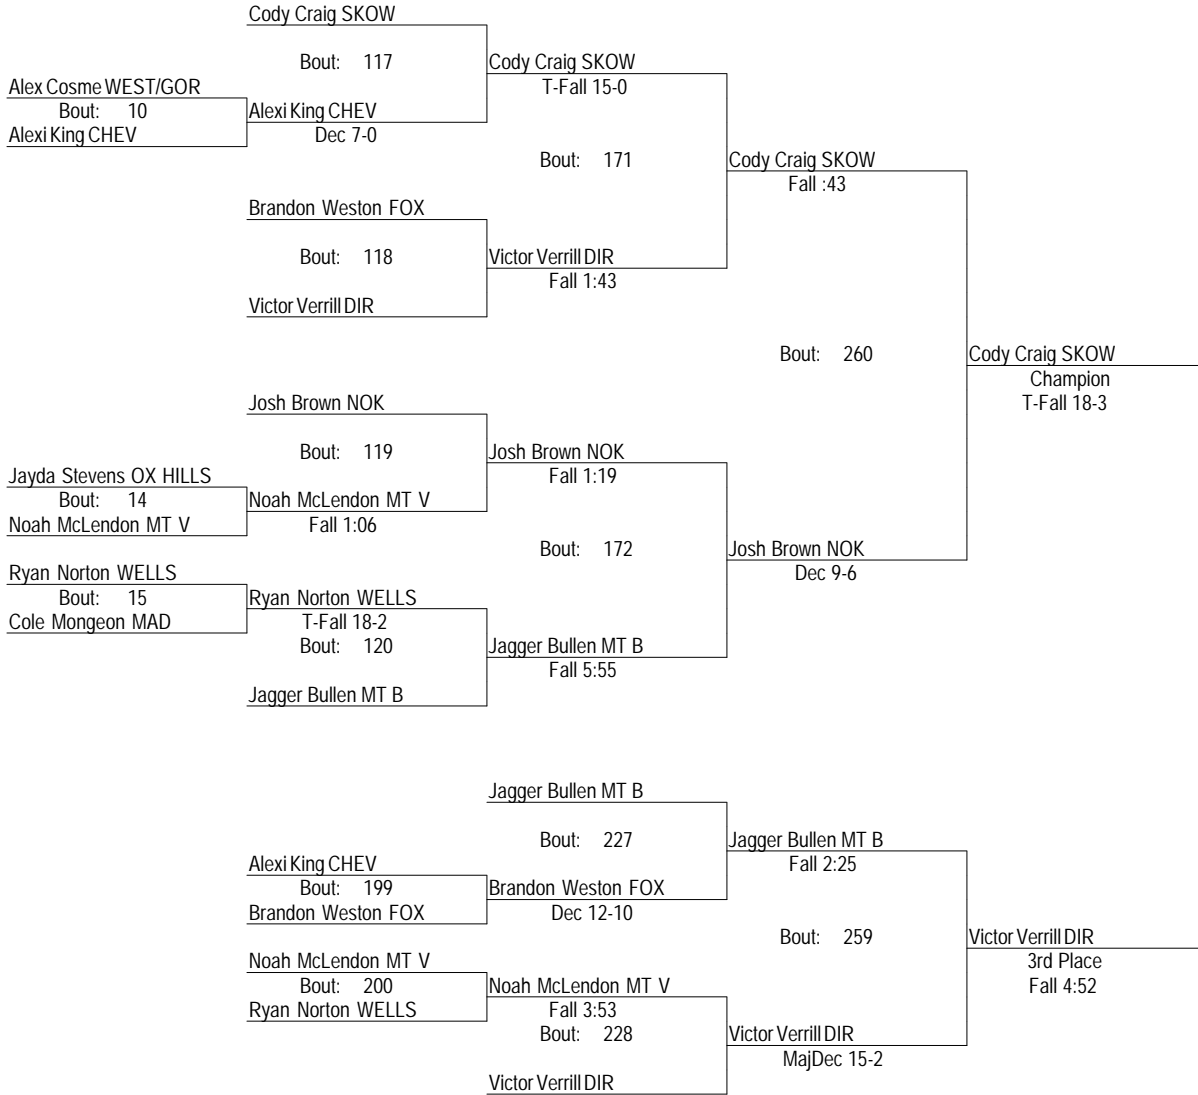 Cody Craig SKOW
Bout: 117
Cody Craig SKOW
Alex Cosme WEST/GOR
T-Fall 15-0
Bout: 10
Alexi King CHEV
Alexi King CHEV
Dec 7-0
Bout: 171
Cody Craig SKOW
Fall :43
Brandon Weston FOX
Bout: 118
Victor Verrill DIR
Fall 1:43
Victor Verrill DIR
Bout: 260
Cody Craig SKOW
Champion
T-Fall 18-3
Josh Brown NOK
Bout: 119
Josh Brown NOK
Jayda Stevens OX HILLS
Fall 1:19
Bout: 14
Noah McLendon MT V
Noah McLendon MT V
Fall 1:06
Bout: 172
Josh Brown NOK
Dec 9-6
Ryan Norton WELLS
Bout: 15
Ryan Norton WELLS
Cole Mongeon MAD
T-Fall 18-2
Bout: 120
Jagger Bullen MT B
Fall 5:55
Jagger Bullen MT B
Jagger Bullen MT B
Bout: 227
Jagger Bullen MT B
Fall 2:25
Alexi King CHEV
Bout: 199
Brandon Weston FOX
Brandon Weston FOX
Dec 12-10
Bout: 259
Victor Verrill DIR
3rd Place
Fall 4:52
Noah McLendon MT V
Bout: 200
Noah McLendon MT V
Ryan Norton WELLS
Fall 3:53
Bout: 228
Victor Verrill DIR
MajDec 15-2
Victor Verrill DIR